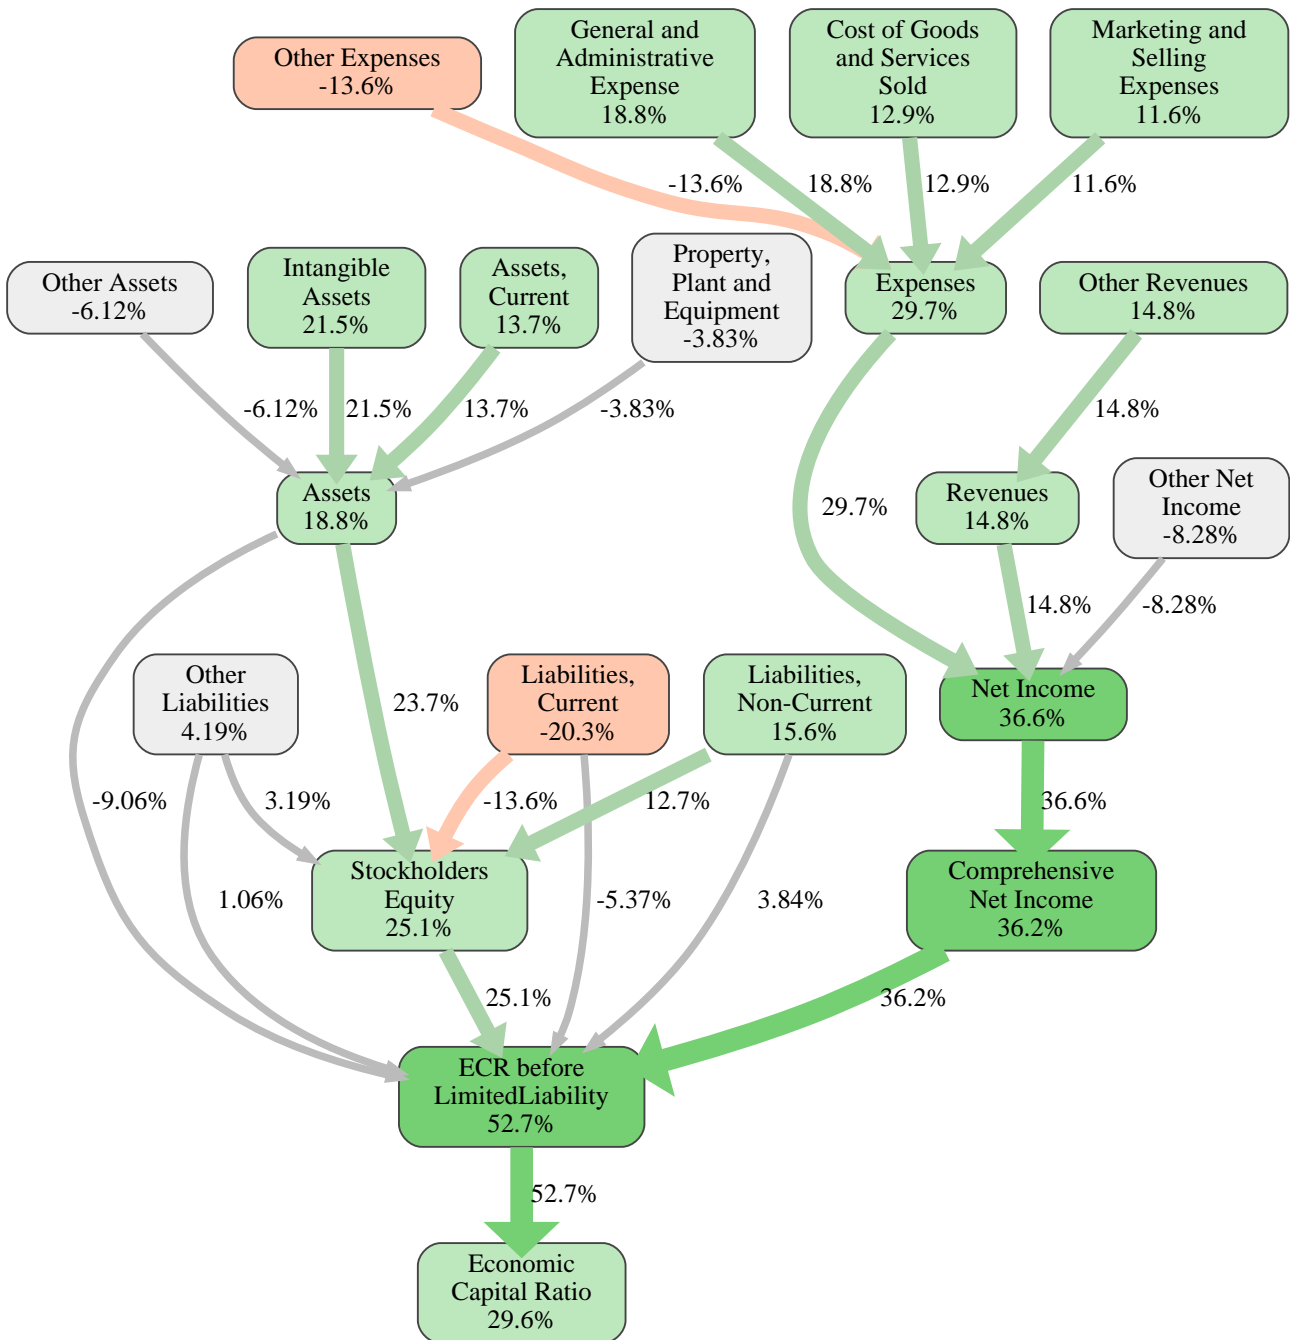 Other Expenses
-13.6%
General and
Administrative
Expense
18.8%
Cost of Goods
and Services
Sold
12.9%
Marketing and
Selling
Expenses
11.6%
-13.6%
18.8%
12.9%
11.6%
Other Assets
-6.12%
Intangible
Assets
21.5%
Assets,
Current
13.7%
Property,
Plant and
Equipment
-3.83%
Expenses
29.7%
Other Revenues
14.8%
-6.12%
21.5%
13.7%
-3.83%
14.8%
Assets
18.8%
29.7%
Revenues
14.8%
Other Net
Income
-8.28%
14.8%
-8.28%
Other
Liabilities
4.19%
23.7%
Liabilities,
Current
-20.3%
Liabilities,
Non-Current
15.6%
Net Income
36.6%
-9.06%
3.19%
-13.6%
12.7%
36.6%
1.06%
Stockholders
Equity
25.1%
-5.37%
3.84%
Comprehensive
Net Income
36.2%
25.1%
36.2%
ECR before
LimitedLiability
52.7%
52.7%
Economic
Capital Ratio
29.6%